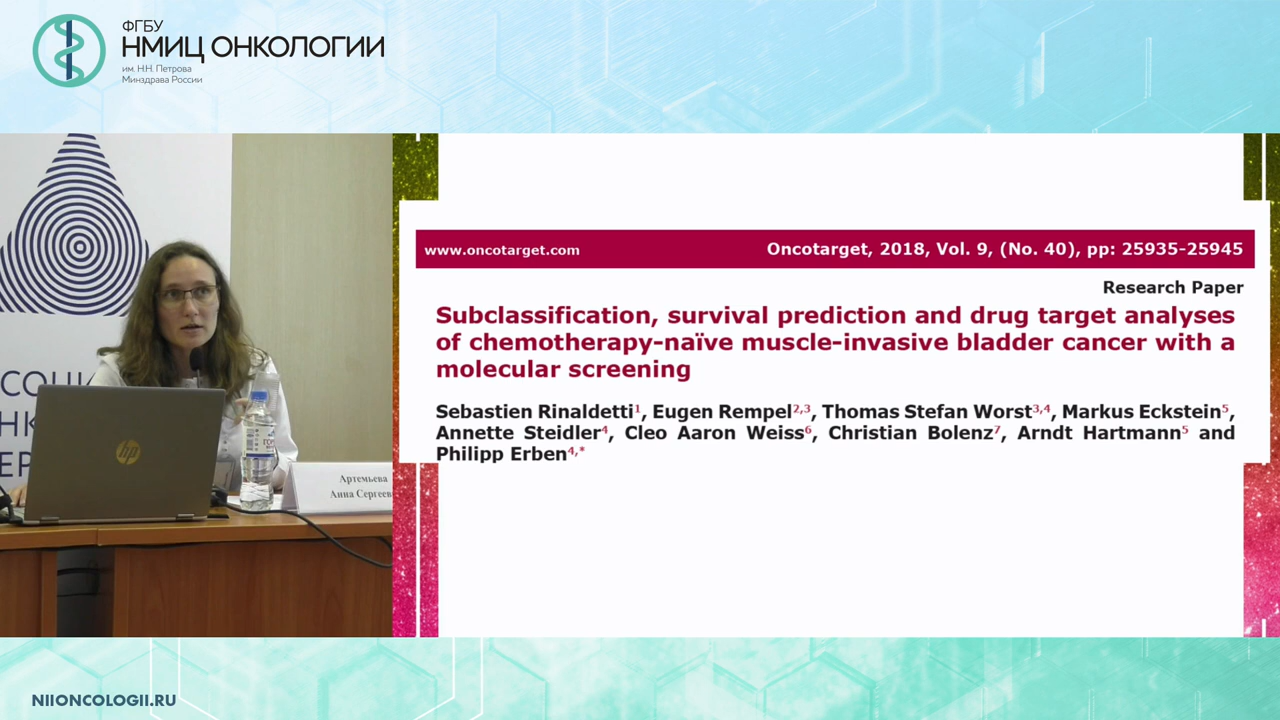 ФГБУ
НМИЦ ОНКОЛОГИИ
им. Н.Н. Петрова
Минздрава России
www.oncotarget.com
Oncotarget, 2018, Vol. 9, (No. 40), pp: 25935-25945
Research Paper
Subclassification, survival prediction and drug target analyses
of chemotherapy-naïve muscle-invasive bladder cancer with a
molecular screening
Sebastien Rinaldetti1, Eugen Rempel2,3, Thomas Stefan Worst3,4, Markus Eckstein5,
Annette Steidler4, Cleo Aaron Weiss6, Christian Bolenz7, Arndt Hartmann5 and
Philipp Erben4,*
hp
Артемьева
Анна Сергеев
NIIONCOLOGII.RU